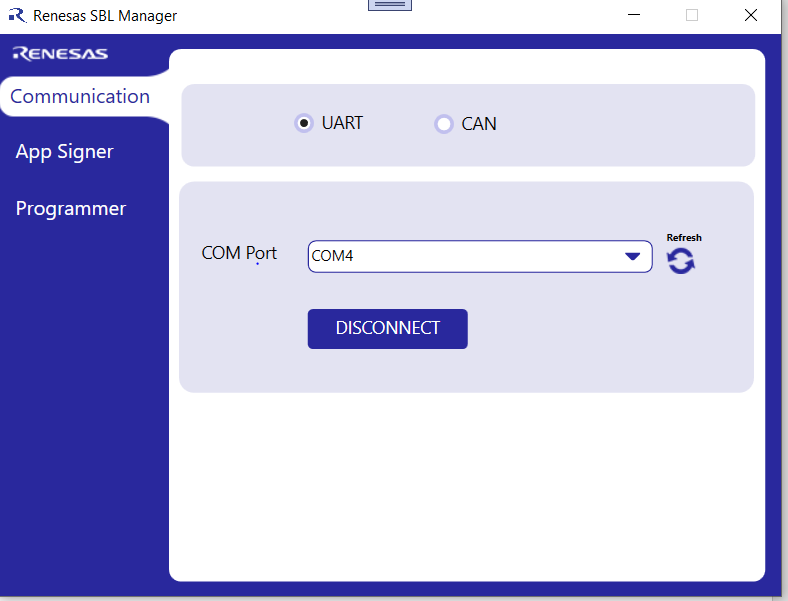 Renesas SBL Manager
RENESAS
Communication
App Signer
Programmer
UART
CAN
COM Port
COM4
Refresh
DISCONNECT